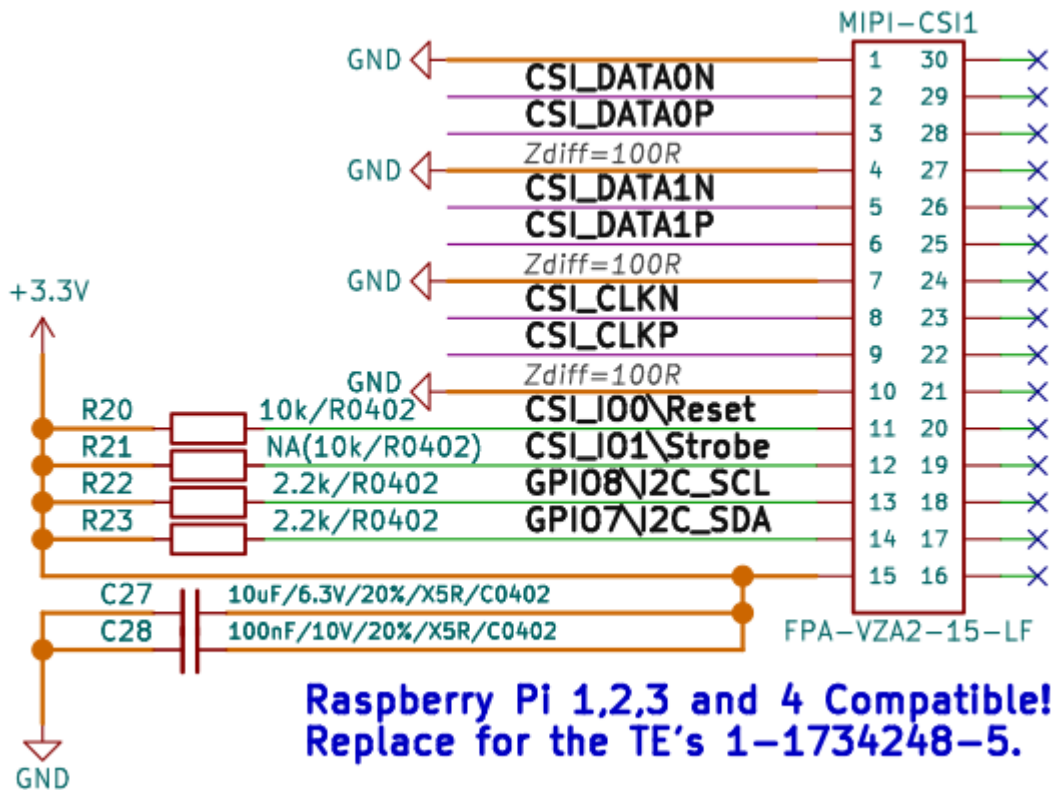 MIPI-CSI1
GND 1 30
CSI_DATA0N
2 29
CSI_DATA0P
3 28
Zdiff=100R
GND 4 27
CSI_DATA1N
5 26
CSI_DATA1P
6 25
Zdiff=100R
GND 7 24
+3.3V CSI_CLKN
8 23
CSI_CLKP
9 22
Zdiff=100R
GND 10 21
R20 10k/R0402 CSI_IO0\Reset
11 20
R21 NA(10k/R0402) CSI_IO1\Strobe
12 19
R22 2.2k/R0402 GPIO8\I2C_SCL
13 18
R23 2.2k/R0402 GPIO7\I2C_SDA
14 17
15 16
C27 10uF/6.3V/20%/X5R/C0402
C28 100nF/10V/20%/X5R/C0402
FPA-VZA2-15-LF
Raspberry Pi 1,2,3 and 4 Compatible!
Replace for the TE's 1-1734248-5.
GND